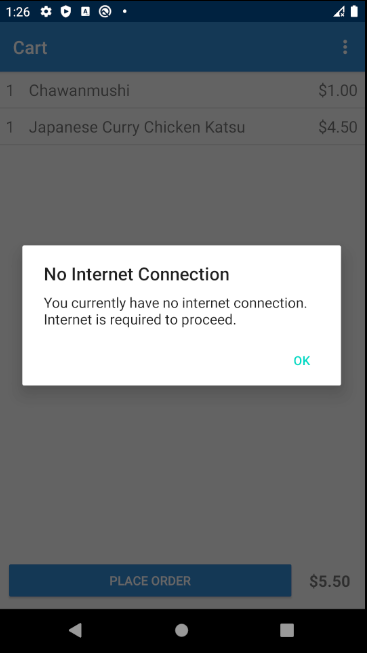 1:26
Cart
1 Chawanmushi $1.00
1 Japanese Curry Chicken Katsu $4.50
No Internet Connection
You currently have no internet connection.
Internet is required to proceed.
OK
PLACE ORDER $5.50